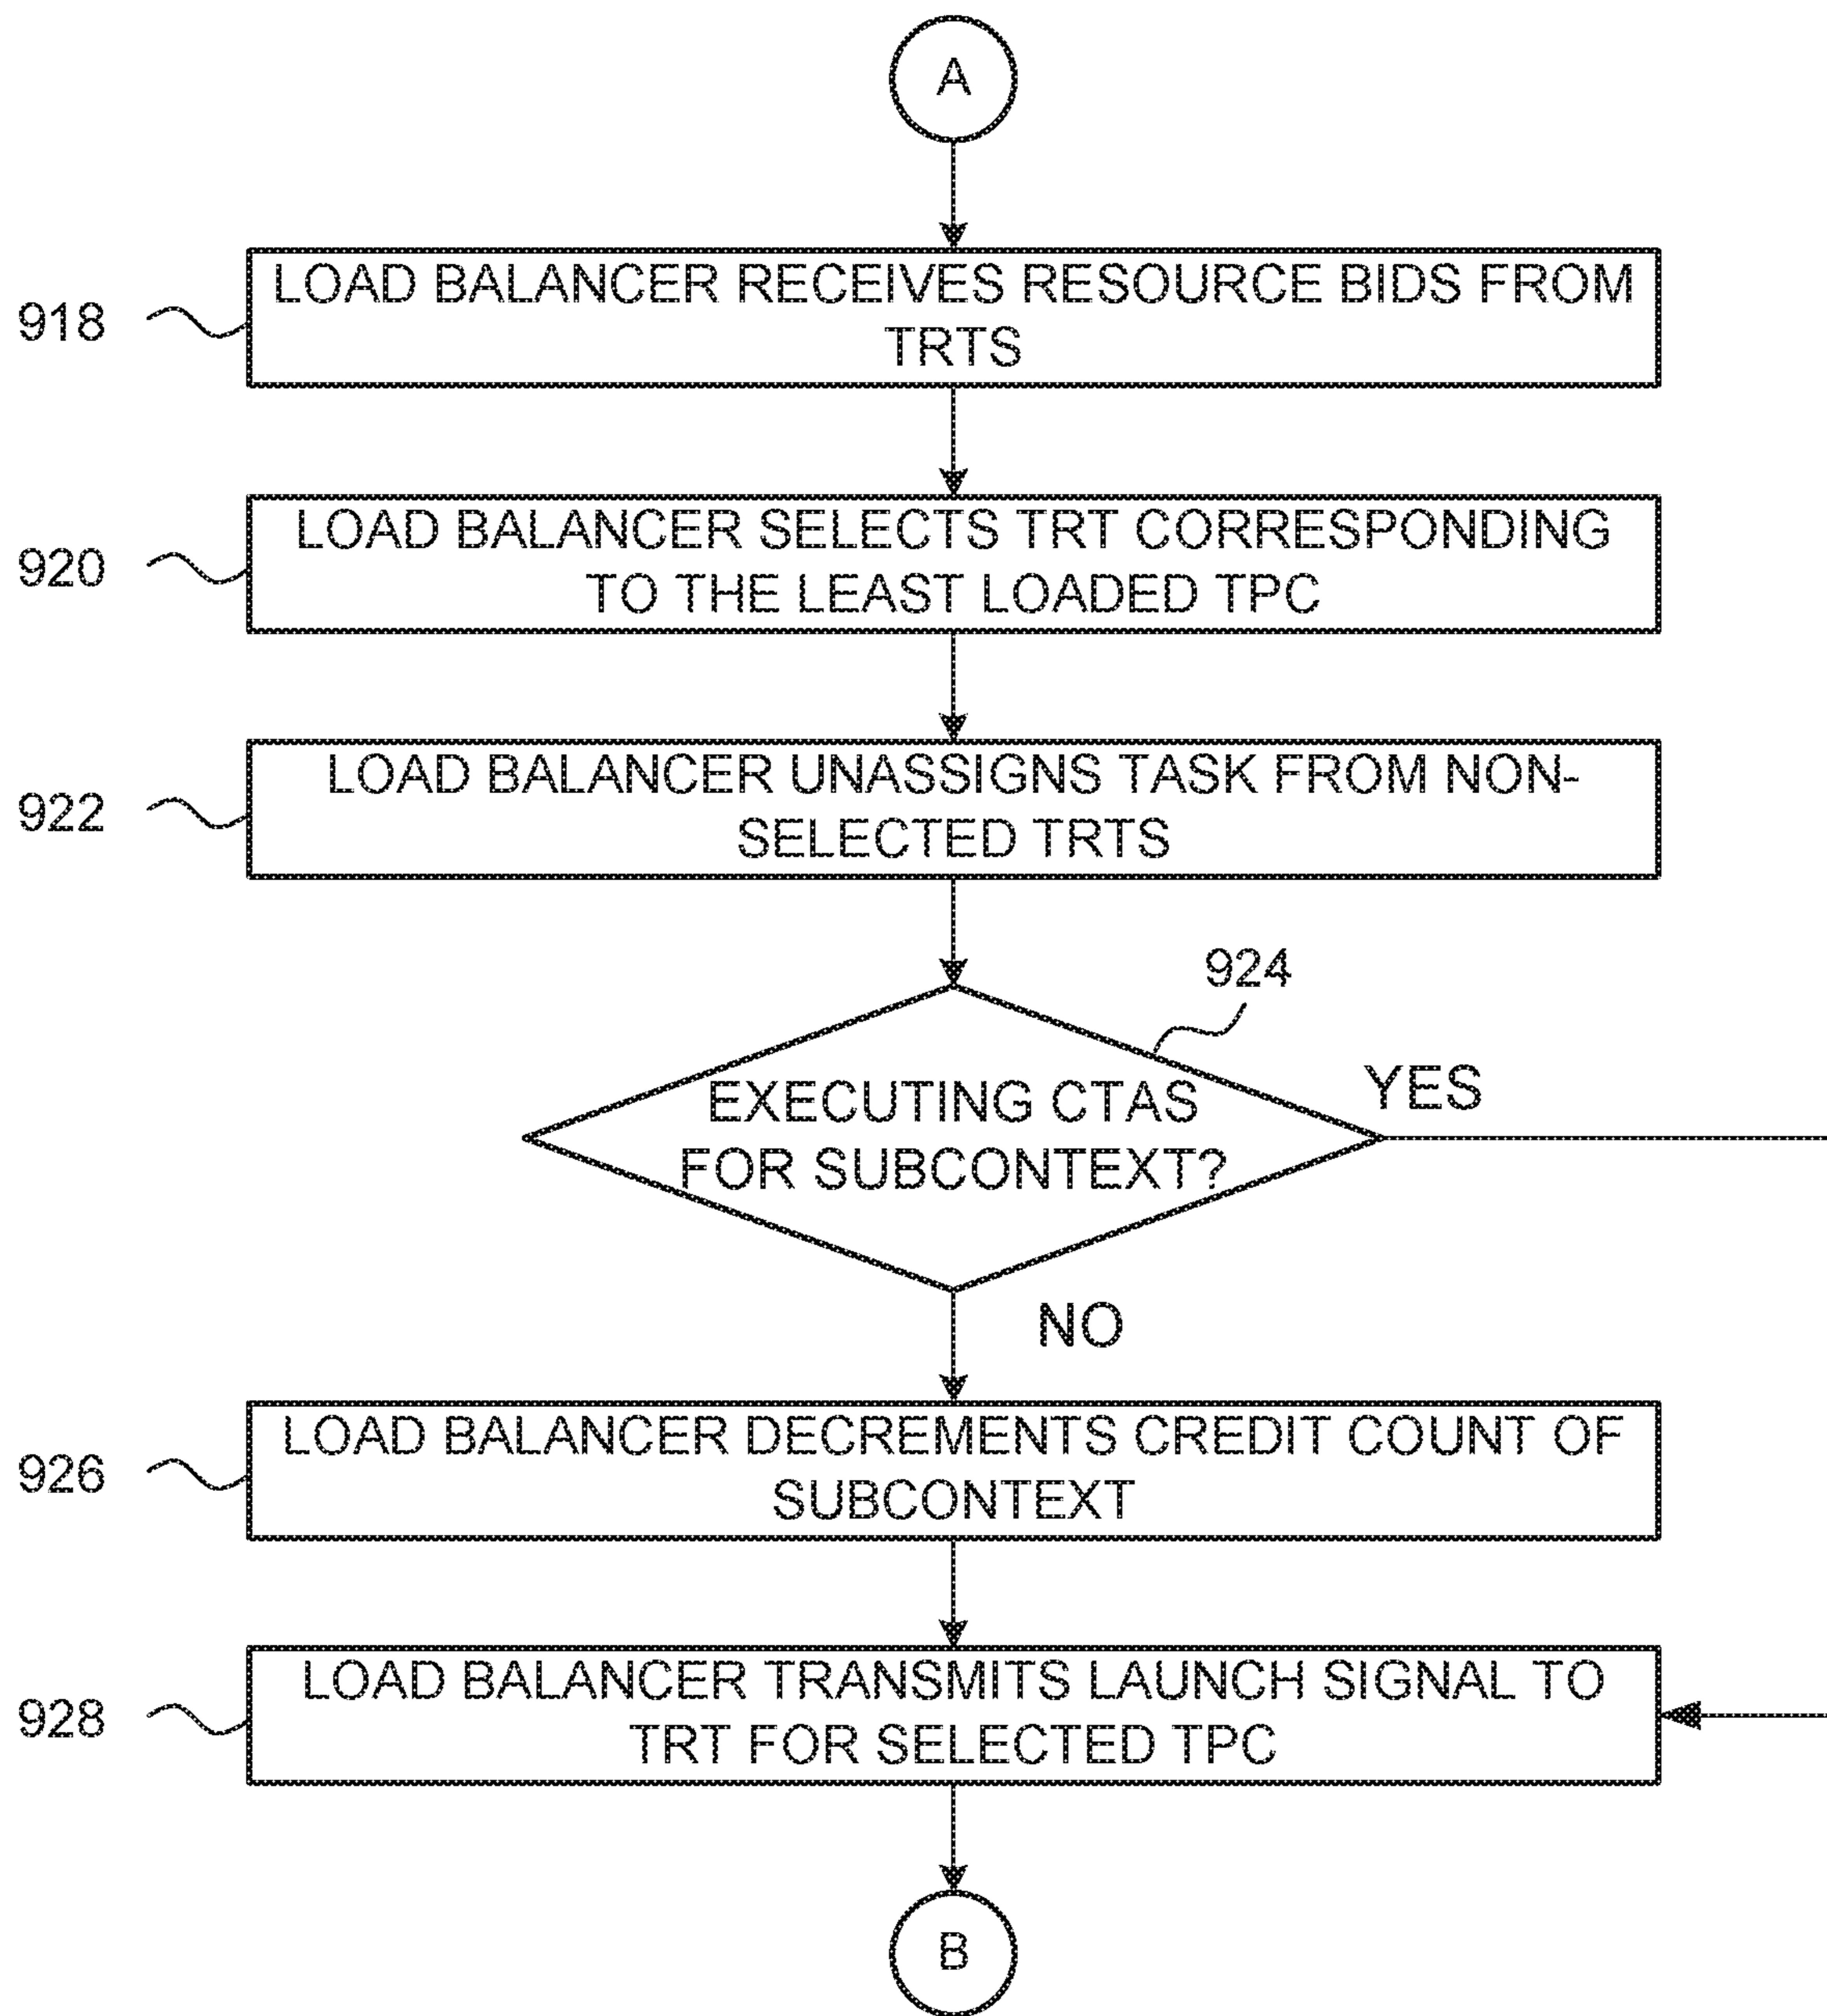 A
918
LOAD BALANCER RECEIVES RESOURCE BIDS FROM
TRTS
920
LOAD BALANCER SELECTS TRT CORRESPONDING
TO THE LEAST LOADED TPC
922
LOAD BALANCER UNASSIGNS TASK FROM NON-
SELECTED TRTS
924
EXECUTING CTAS
FOR SUBCONTEXT?
YES
NO
926
LOAD BALANCER DECREMENTS CREDIT COUNT OF
SUBCONTEXT
928
LOAD BALANCER TRANSMITS LAUNCH SIGNAL TO
TRT FOR SELECTED TPC
B